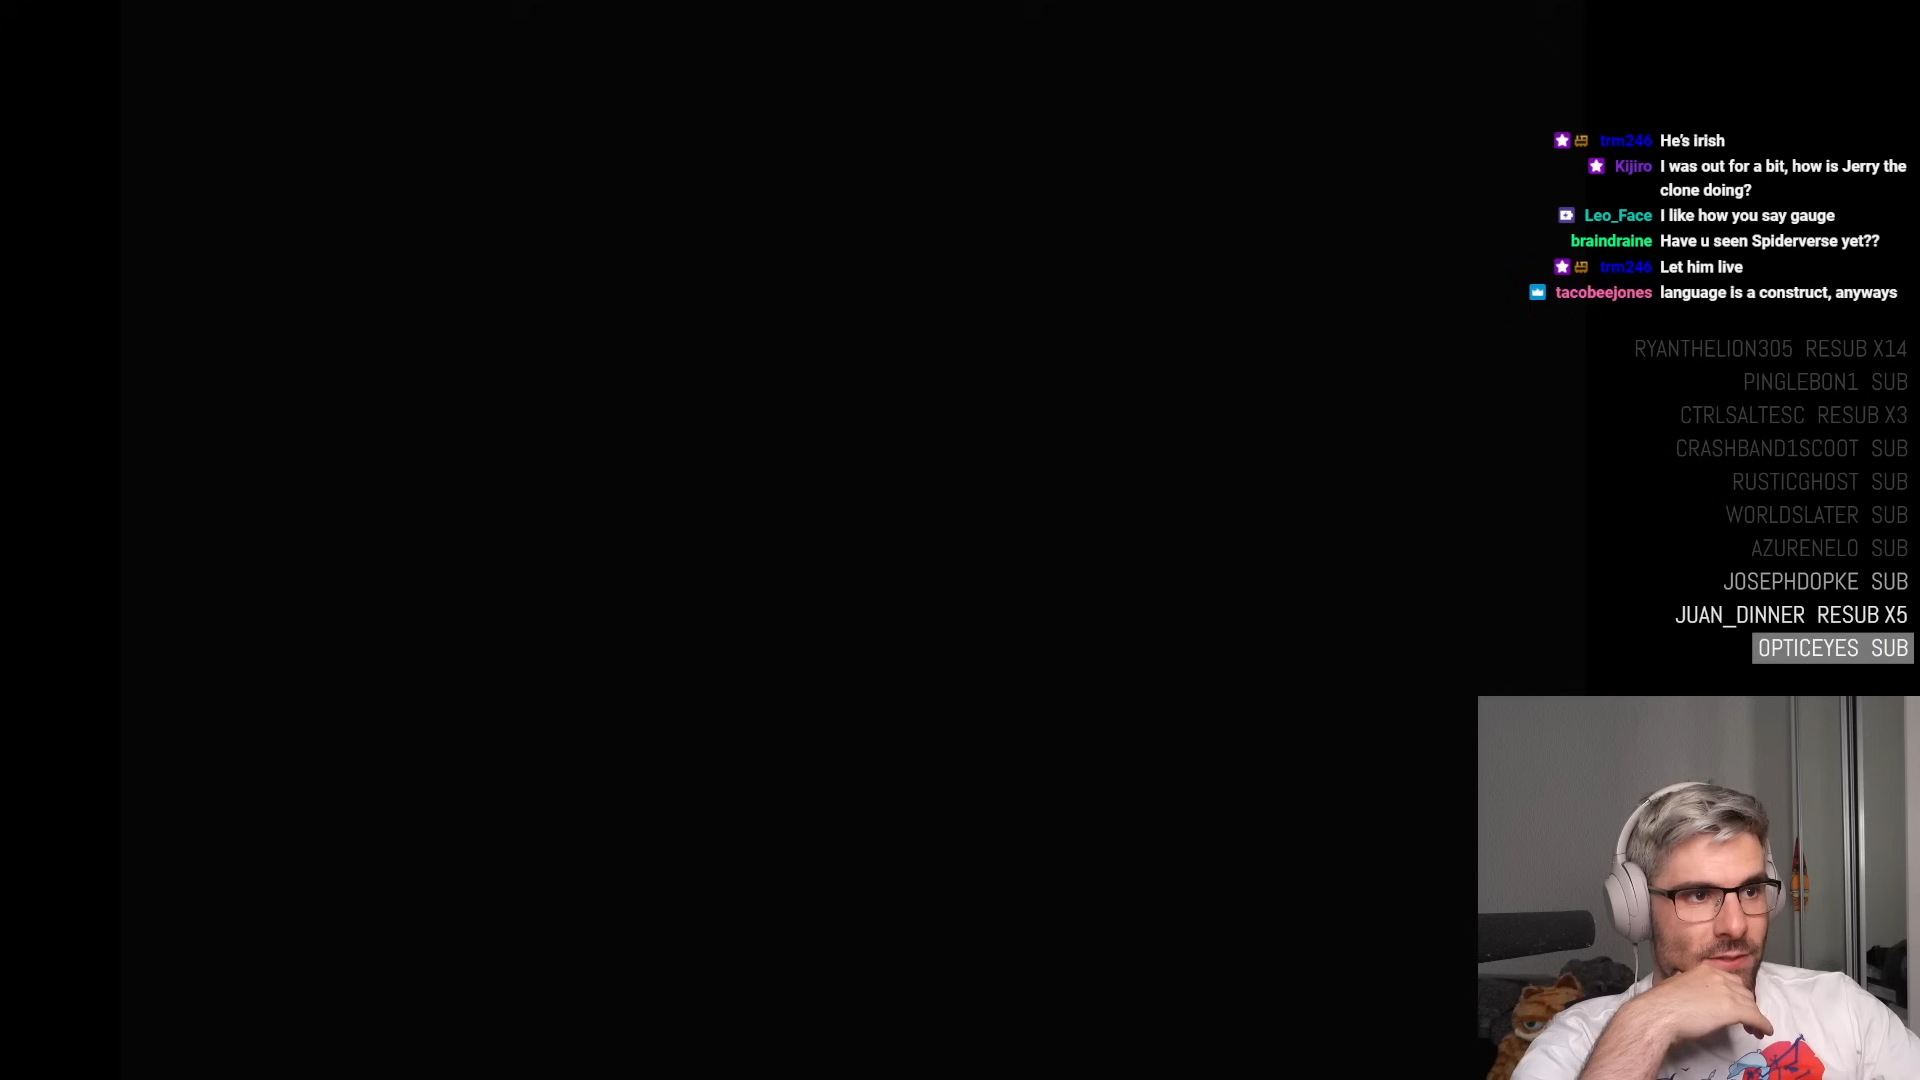 trm246 He's irish
Kijiro I was out for a bit, how is Jerry the
clone doing?
Leo_Face I like how you say gauge
braindraine Have u seen Spiderverse yet??
trm246 Let him live
tacobeejones language is a construct, anyways
RYANTHELION305 RESUB X14
PINGLEBON1 SUB
CTRLSALTESC RESUB X3
CRASHBAND1SCOOT SUB
RUSTICGHOST SUB
WORLDSLATER SUB
AZURENELO SUB
JOSEPHDOPKE SUB
JUAN_DINNER RESUB X5
OPTICEYES SUB